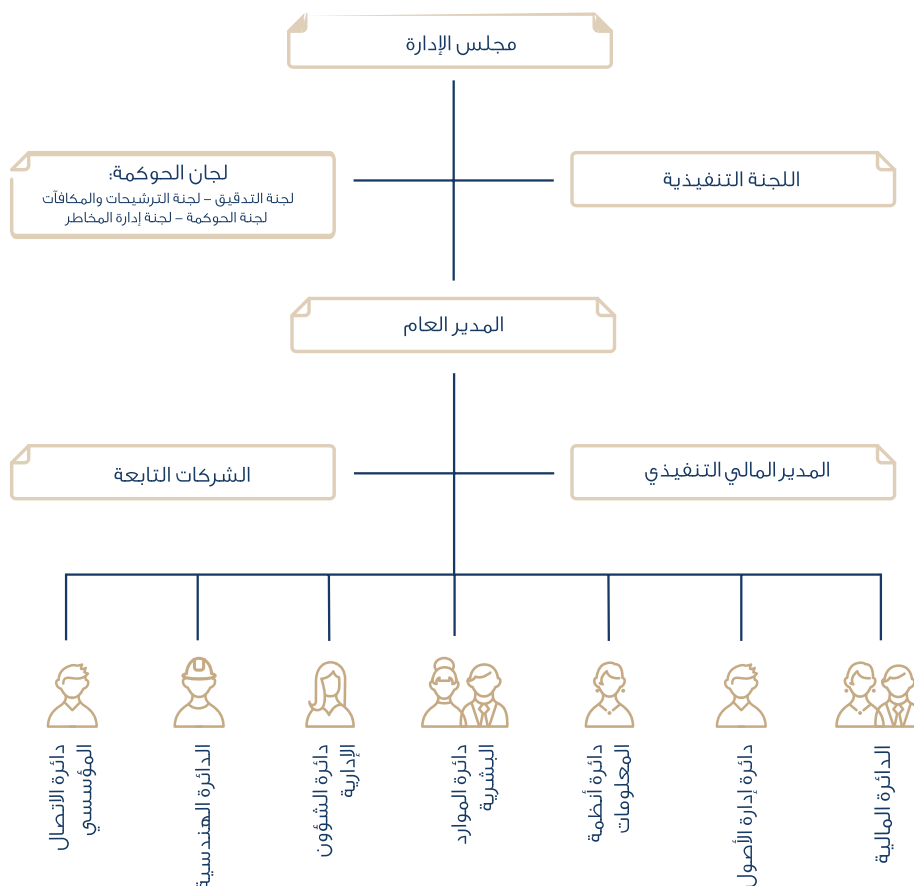 مجلس الإدارة
اللجنة التنفيذية
لجان الحوكمة:
لجنة التدقيق – لجنة الترشيحات والمكافآت
لجنة الحوكمة – لجنة إدارة المخاطر
المدير العام
المدير المالي التنفيذي
الشركات التابعة
الدائرة المالية
دائرة إدارة الأصول
دائرة أنظمة
المعلومات
دائرة الموارد
البشرية
دائرة الشؤون
الإدارية
الدائرة الهندسية
دائرة الاتصال
المؤسسي